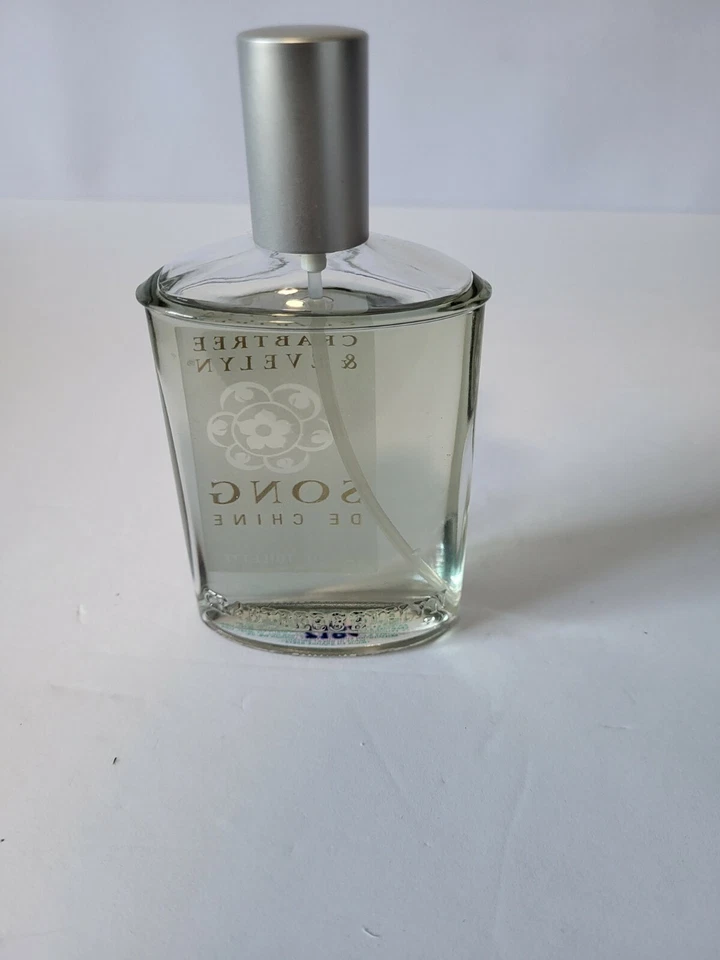 CRABTREE
& EVELYN
SONG
DE CHINE